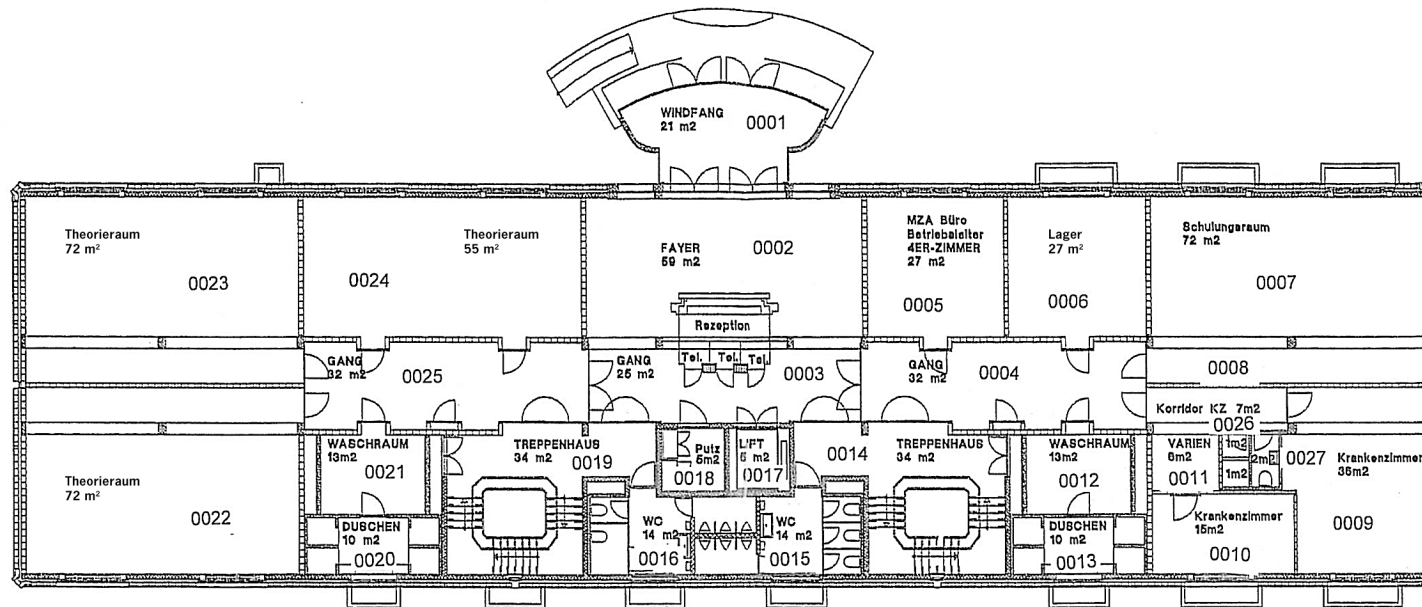 WINDFANG
21 m2
0001
Theorieraum
72 m²
0023
Theorieraum
55 m²
0024
FAYER
59 m2
0002
Rezeption
MZA Büro
Betriebsleiter
4ER-ZIMMER
27 m2
0005
Lager
27 m²
0006
Schulungsraum
72 m2
0007
GANG
32 m2
0025
GANG
25 m2
Tel. Tel. Tel.
0003
GANG
32 m2
0004
0008
Korridor KZ 7m2
0026
Theorieraum
72 m²
0022
WASCHRAUM
13m2
0021
DUSCHEN
10 m2
0020
TREPPENHAUS
34 m2
0019
Putz
5m2
0018
LIFT
5 m2
0017
WC
14 m2
0016
WC
14 m2
0015
0014
TREPPENHAUS
34 m2
WASCHRAUM
13m2
0012
DUSCHEN
10 m2
0013
VARIEN
6m2
0011
1m2
1m2
2m2
0027
Krankenzimmer
35m2
0009
Krankenzimmer
15m2
0010